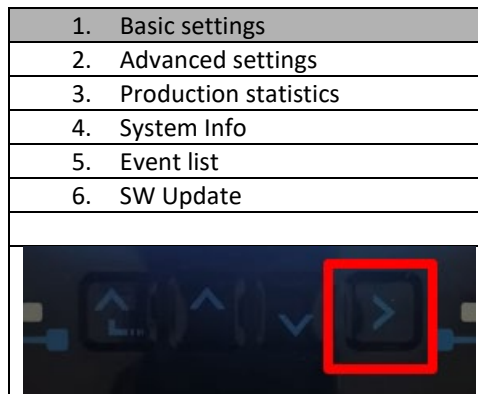 1. Basic settings
2. Advanced settings
3. Production statistics
4. System Info
5. Event list
6. SW Update